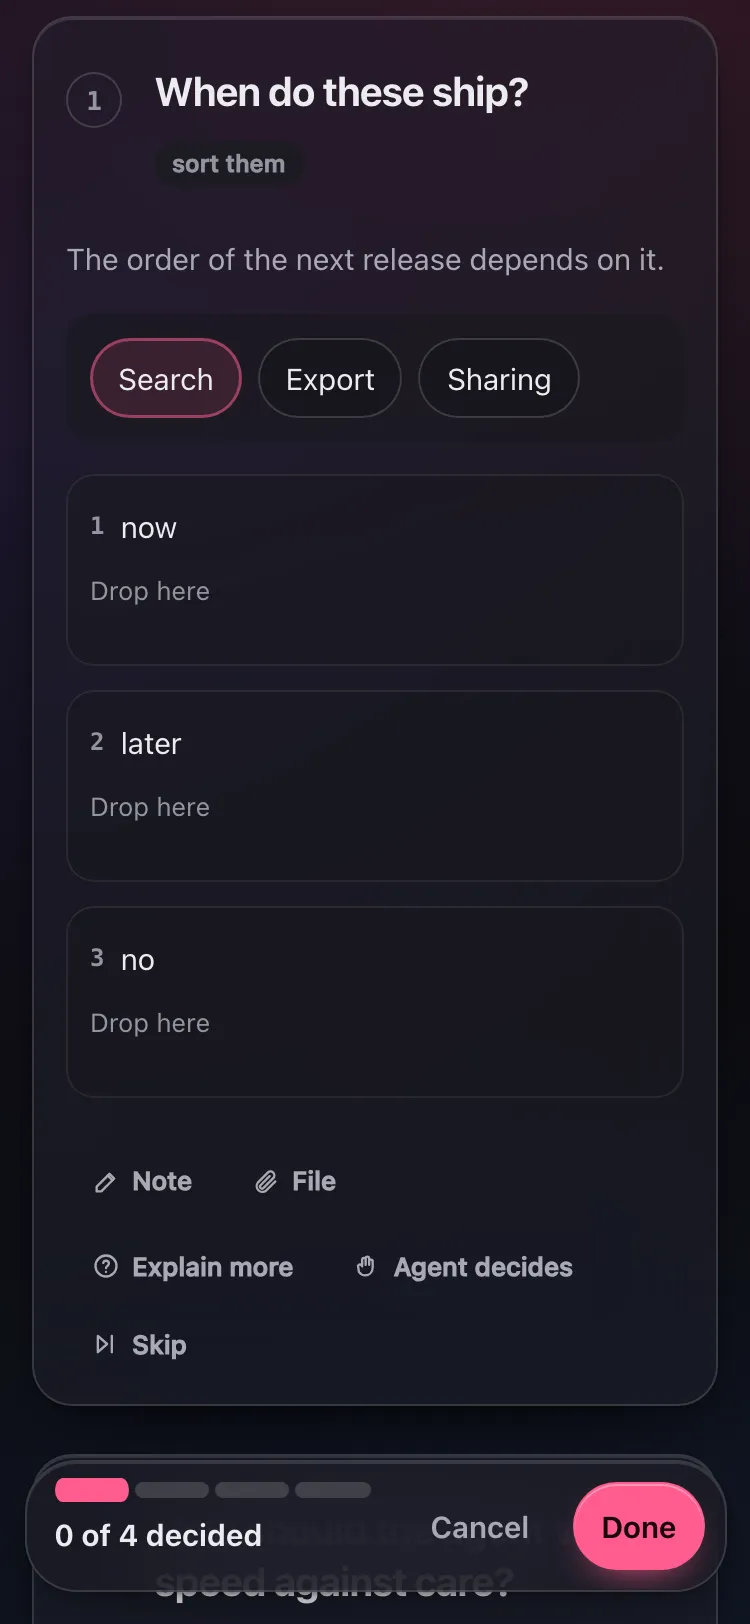 1 When do these ship?
sort them
The order of the next release depends on it.
Search Export Sharing
1 now
Drop here
2 later
Drop here
3 no
Drop here
Note File
Explain more Agent decides
Skip
0 of 4 decided Cancel Done
speed against care?